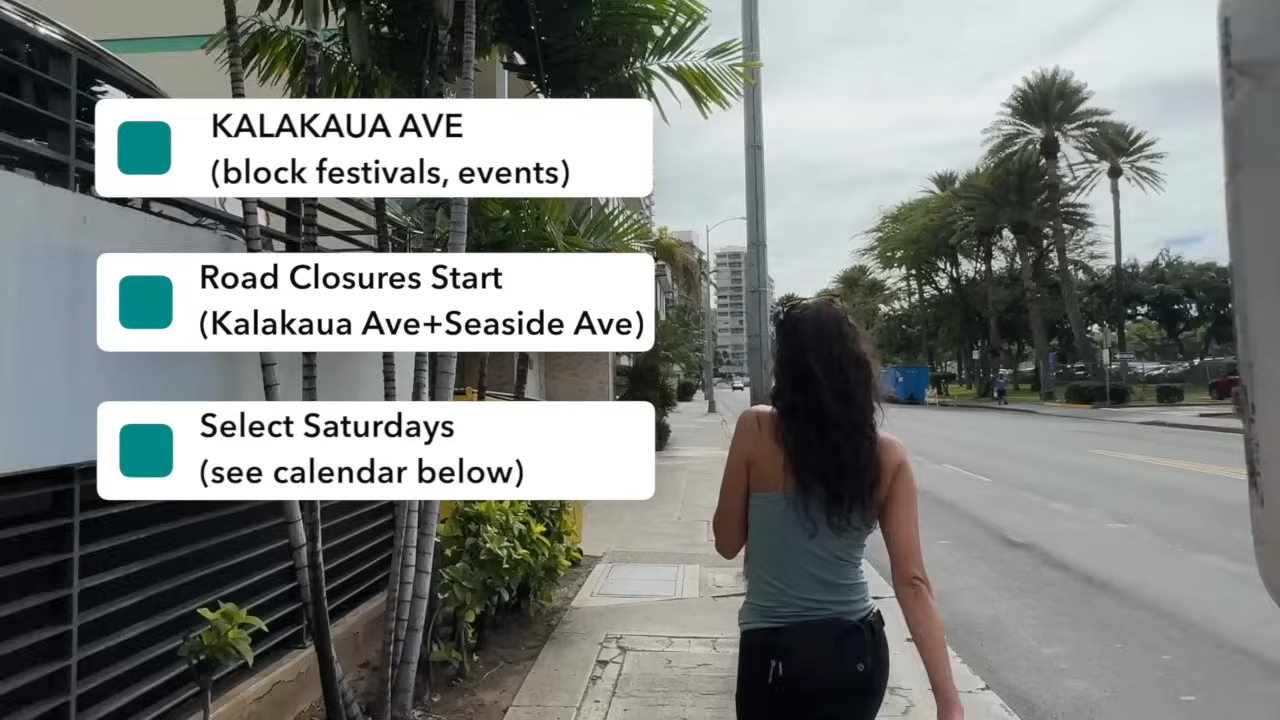 KALAKAUA AVE
(block festivals, events)
Road Closures Start
(Kalakaua Ave+Seaside Ave)
Select Saturdays
(see calendar below)